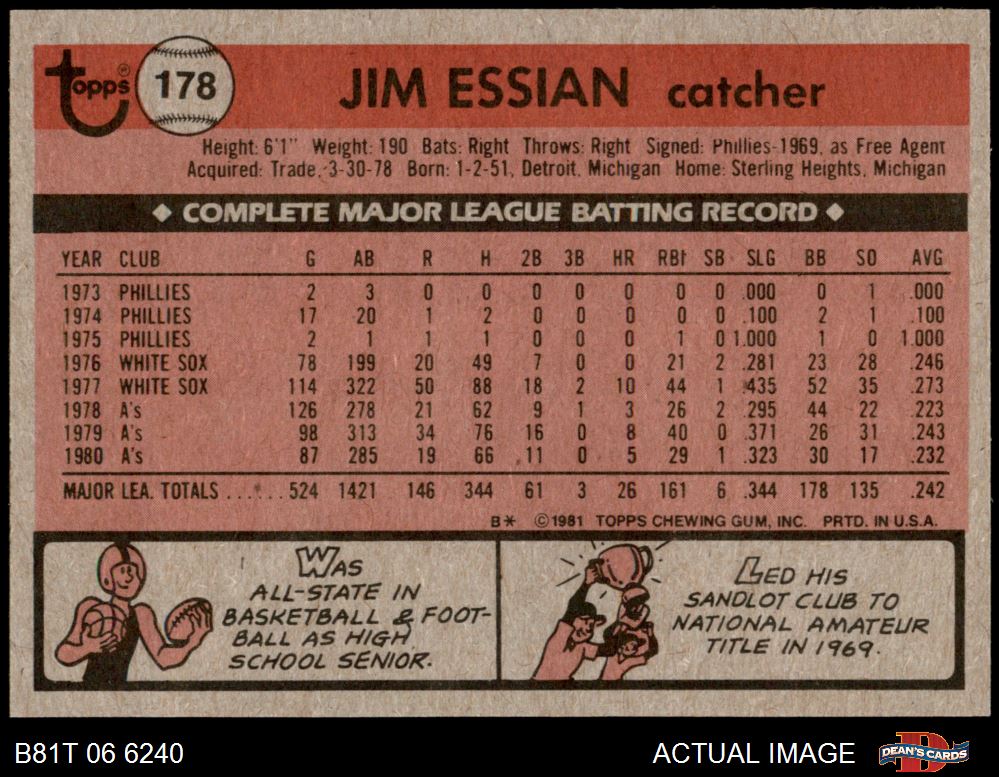 topps®
178
JIM ESSIAN catcher
Height: 6'1" Weight: 190 Bats: Right Throws: Right Signed: Phillies-1969, as Free Agent
Acquired: Trade, 3-30-78 Born: 1-2-51, Detroit, Michigan Home: Sterling Heights, Michigan
◆ COMPLETE MAJOR LEAGUE BATTING RECORD ◆
YEAR CLUB G AB R H 2B 3B HR RBI SB SLG BB SO AVG
1973 PHILLIES 2 3 0 0 0 0 0 0 0 .000 0 1 .000
1974 PHILLIES 17 20 1 2 0 0 0 0 0 .100 2 1 .100
1975 PHILLIES 2 1 1 1 0 0 0 1 0 1.000 1 0 1.000
1976 WHITE SOX 78 199 20 49 7 0 0 21 2 .281 23 28 .246
1977 WHITE SOX 114 322 50 88 18 2 10 44 1 .435 52 35 .273
1978 A's 126 278 21 62 9 1 3 26 2 .295 44 22 .223
1979 A's 98 313 34 76 16 0 8 40 0 .371 26 31 .243
1980 A's 87 285 19 66 11 0 5 29 1 .323 30 17 .232
MAJOR LEA. TOTALS ...... 524 1421 146 344 61 3 26 161 6 .344 178 135 .242
B* ©1981 TOPPS CHEWING GUM, INC. PRTD. IN U.S.A.
WAS
ALL-STATE IN
BASKETBALL & FOOT-
BALL AS HIGH
SCHOOL SENIOR.
LED HIS
SANDLOT CLUB TO
NATIONAL AMATEUR
TITLE IN 1969.
B81T 06 6240
ACTUAL IMAGE
DEAN'S CARDS